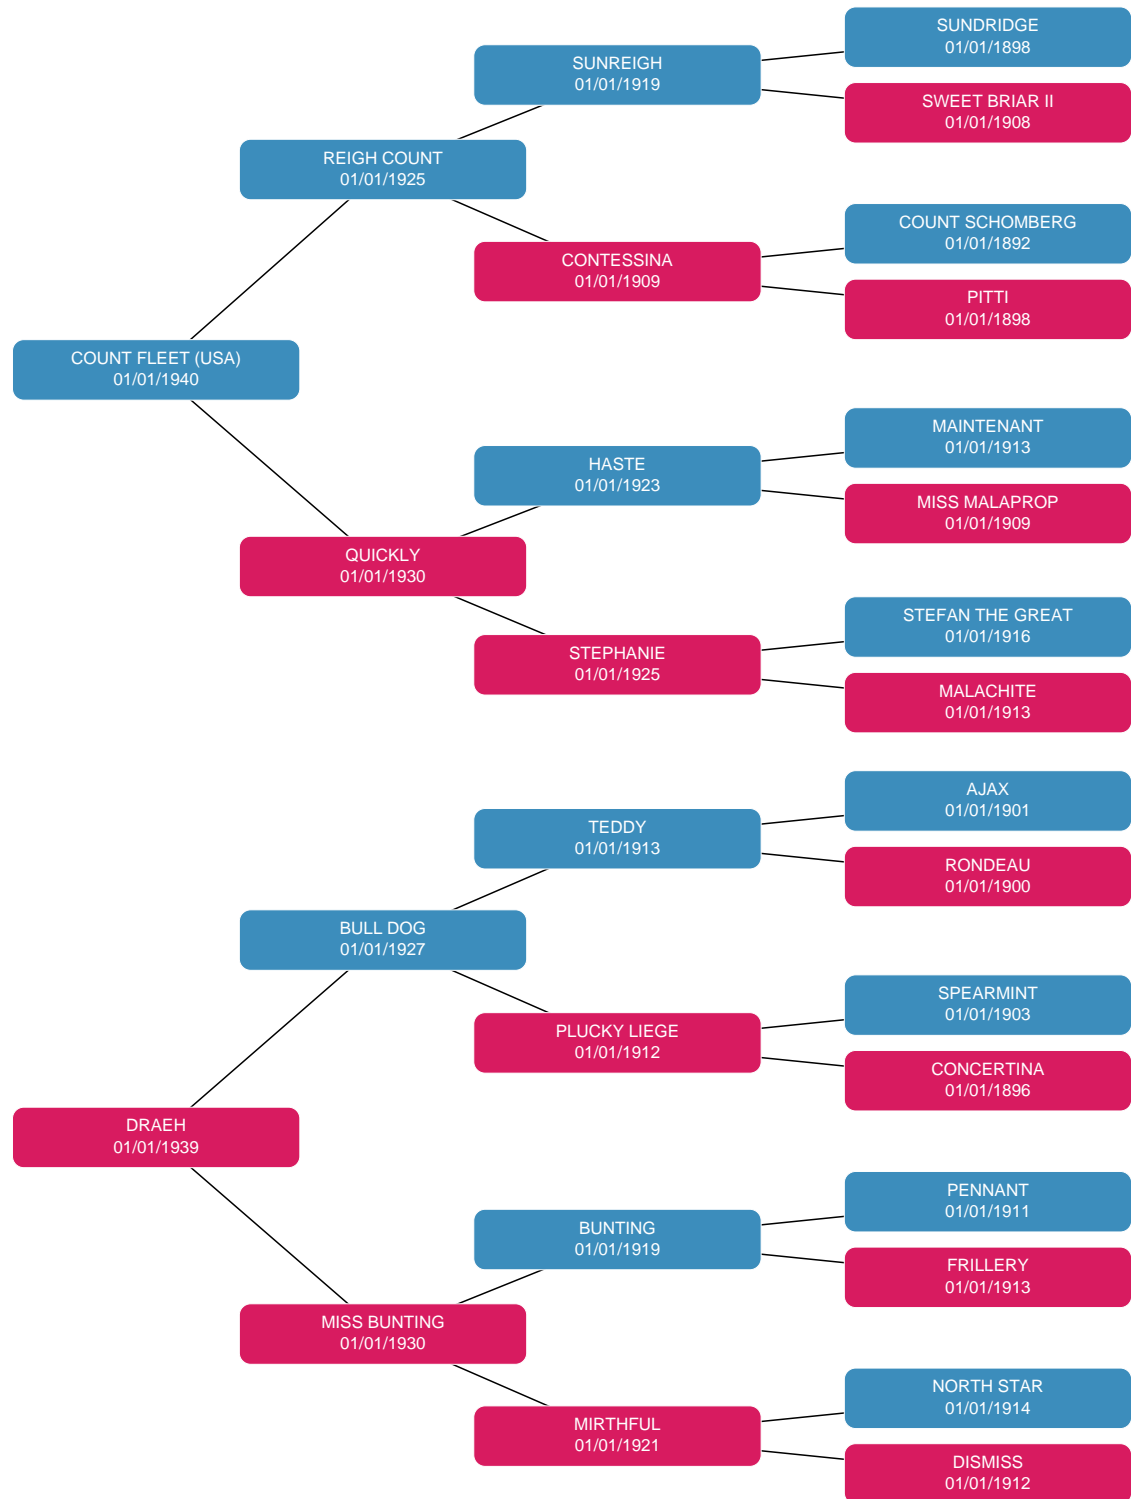 SUNDRIDGE
01/01/1898
SUNREIGH
01/01/1919
SWEET BRIAR II
01/01/1908
REIGH COUNT
01/01/1925
COUNT SCHOMBERG
01/01/1892
CONTESSINA
01/01/1909
PITTI
01/01/1898
COUNT FLEET (USA)
01/01/1940
MAINTENANT
01/01/1913
HASTE
01/01/1923
MISS MALAPROP
01/01/1909
QUICKLY
01/01/1930
STEFAN THE GREAT
01/01/1916
STEPHANIE
01/01/1925
MALACHITE
01/01/1913
AJAX
01/01/1901
TEDDY
01/01/1913
RONDEAU
01/01/1900
BULL DOG
01/01/1927
SPEARMINT
01/01/1903
PLUCKY LIEGE
01/01/1912
CONCERTINA
01/01/1896
DRAEH
01/01/1939
PENNANT
01/01/1911
BUNTING
01/01/1919
FRILLERY
01/01/1913
MISS BUNTING
01/01/1930
NORTH STAR
01/01/1914
MIRTHFUL
01/01/1921
DISMISS
01/01/1912